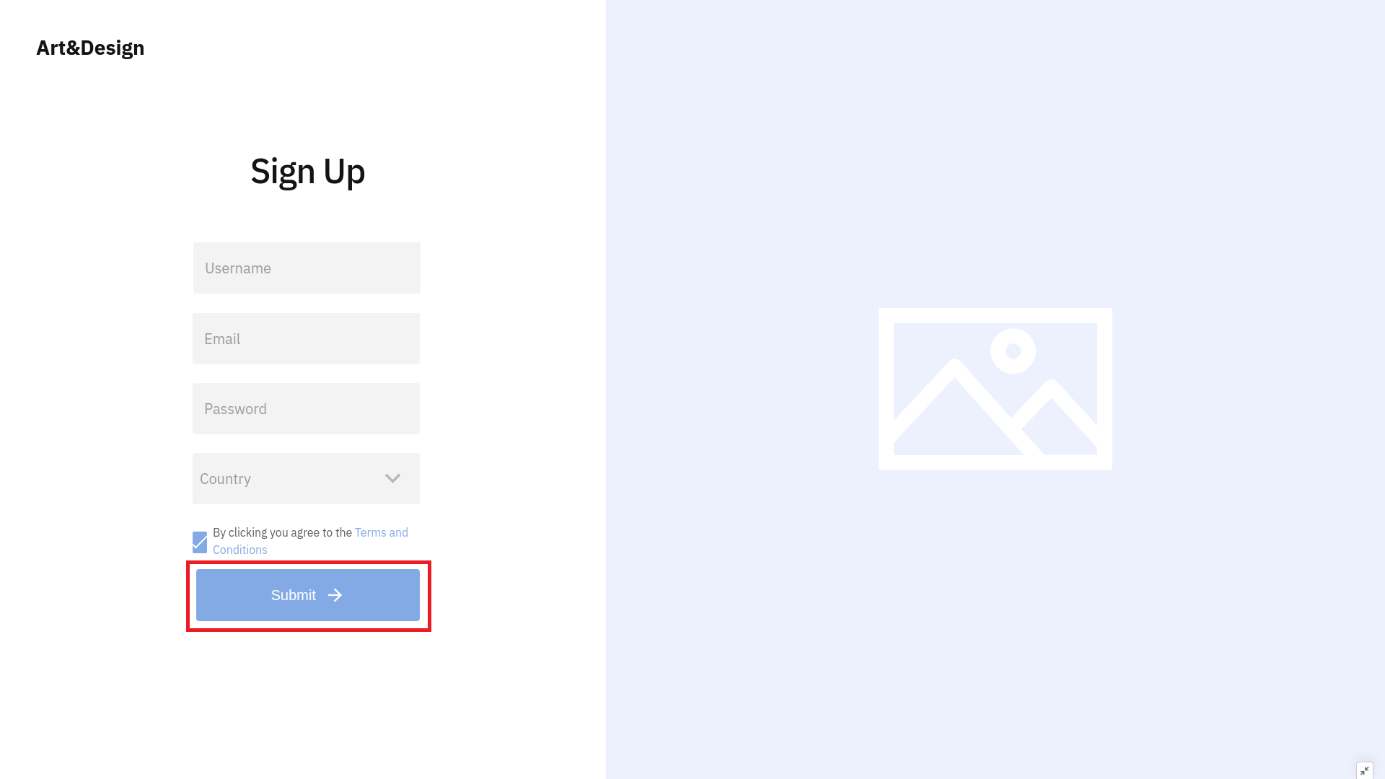 Art&Design
Sign Up
Username
Email
Password
Country
By clicking you agree to the Terms and
Conditions
Submit